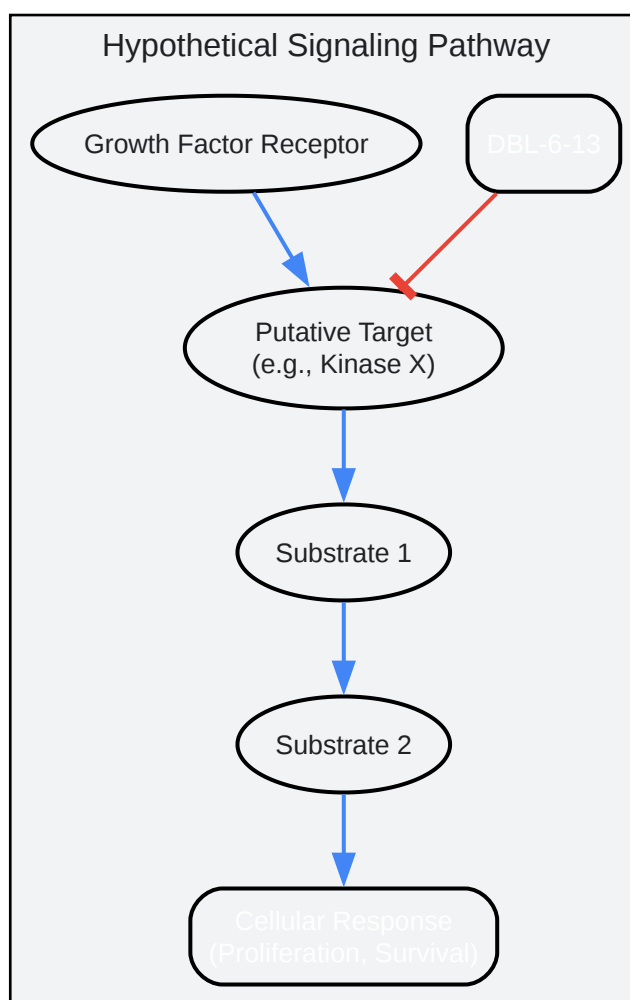 Hypothetical Signaling Pathway
Growth Factor Receptor
DBL-6-13
Putative Target
(e.g., Kinase X)
Substrate 1
Substrate 2
Cellular Response
(Proliferation, Survival)